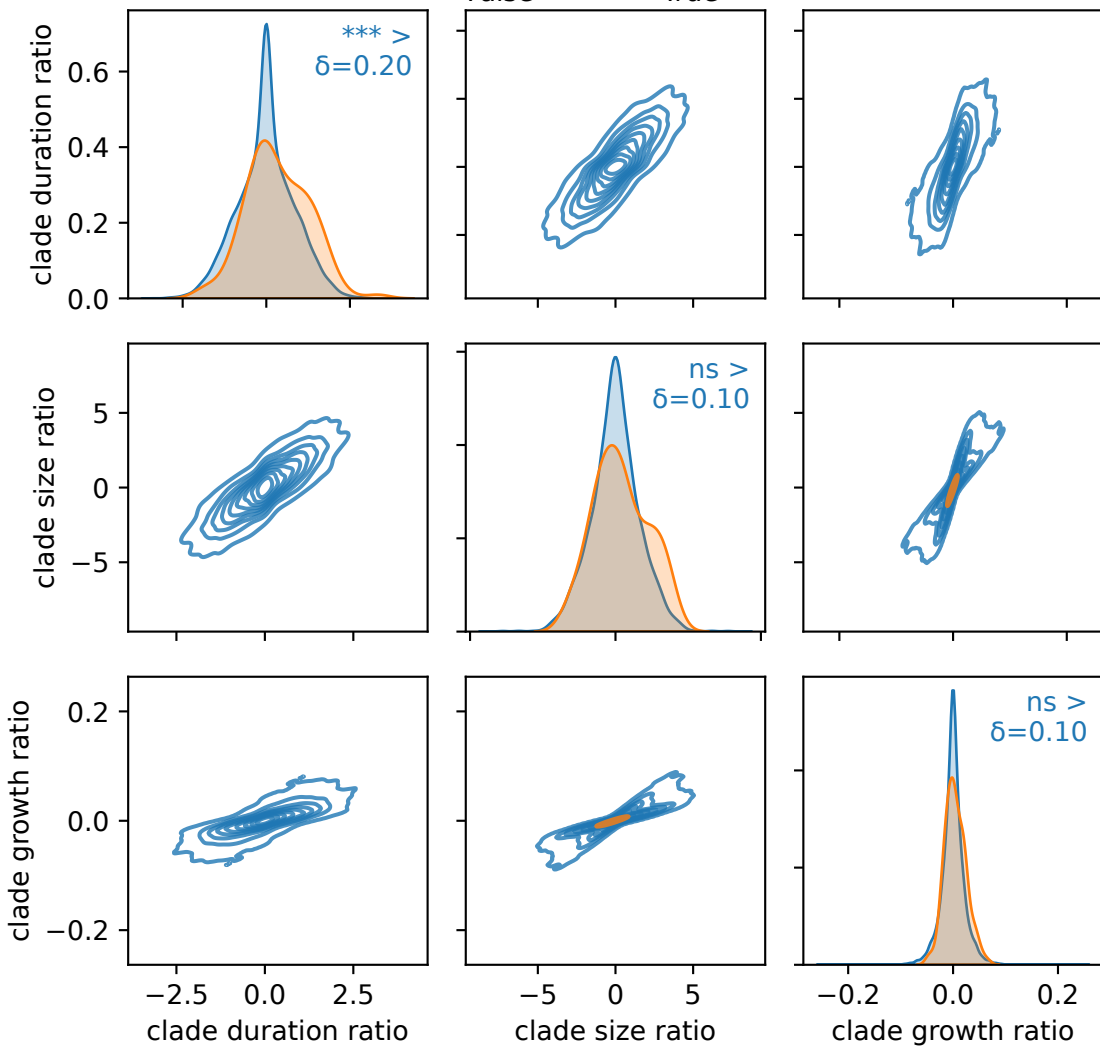 *** >
δ=0.20
clade duration ratio
0.6
0.4
0.2
0.0
ns >
δ=0.10
clade size ratio
5
0
−5
ns >
δ=0.10
clade growth ratio
0.2
0.0
−0.2
−2.5 0.0 2.5
−5 0 5
−0.2 0.0 0.2
clade duration ratio
clade size ratio
clade growth ratio